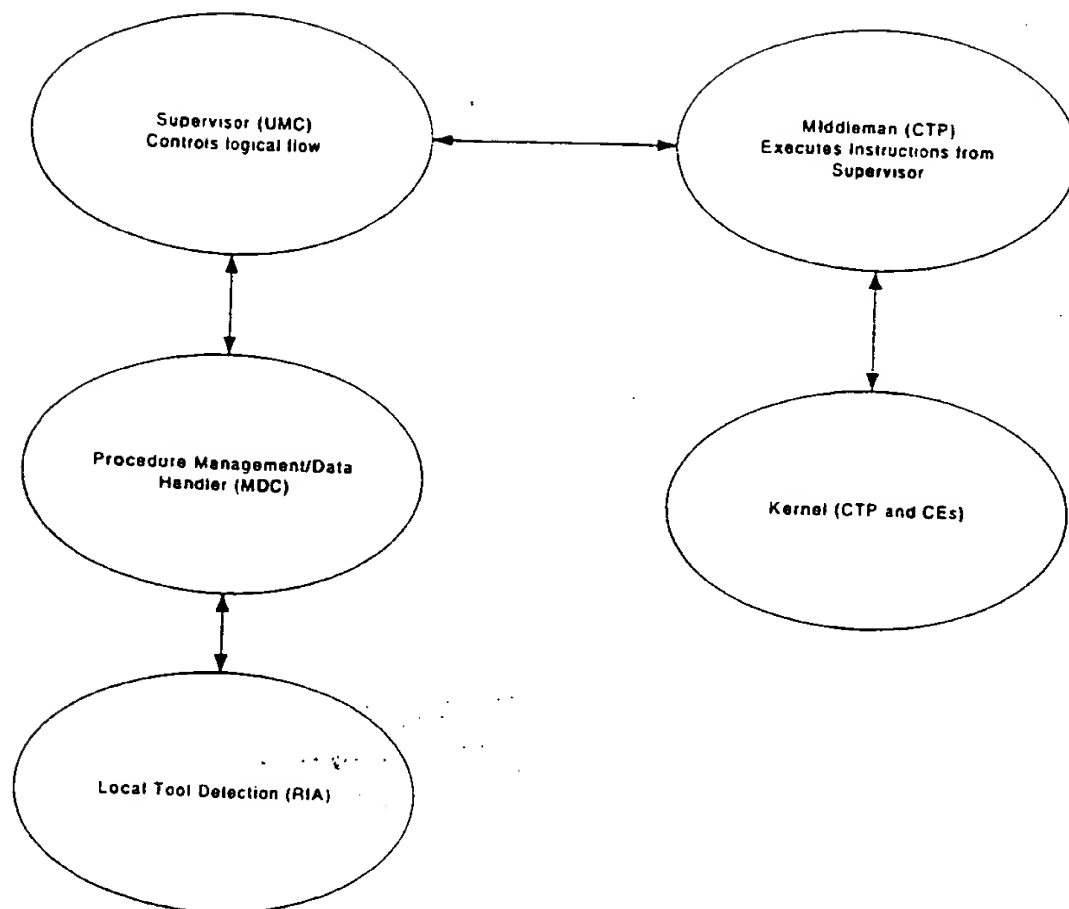 Supervisor (UMC)
Controls logical flow
Middleman (CTP)
Executes Instructions from
Supervisor
Procedure Management/Data
Handler (MDC)
Kernel (CTP and CEs)
Local Tool Detection (RIA)